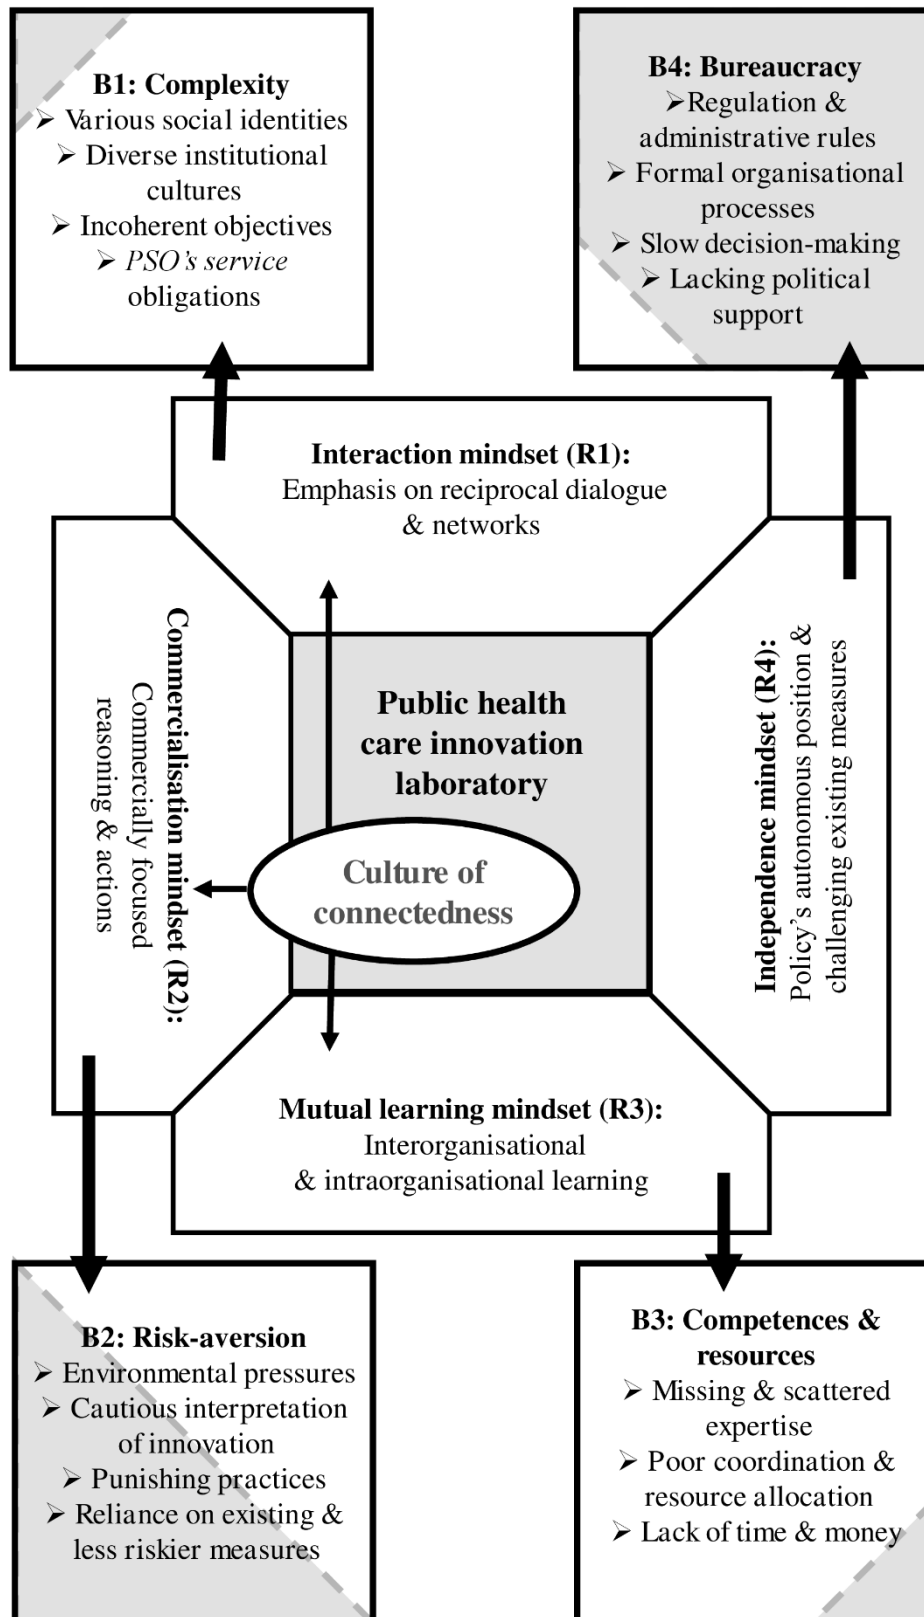 B1: Complexity
➢ Various social identities
➢ Diverse institutional
cultures
➢ Incoherent objectives
➢ PSO’s service
obligations
B4: Bureaucracy
➢Regulation &
administrative rules
➢ Formal organisational
processes
➢ Slow decision-making
➢ Lacking political
support
Interaction mindset (R1):
Emphasis on reciprocal dialogue
& networks
Commercialisation mindset (R2):
Commercially focused
reasoning & actions
Public health
care innovation
laboratory
Culture of
connectedness
Independence mindset (R4):
Policy’s autonomous position &
challenging existing measures
Mutual learning mindset (R3):
Interorganisational
& intraorganisational learning
B2: Risk-aversion
➢ Environmental pressures
➢ Cautious interpretation
of innovation
➢ Punishing practices
➢ Reliance on existing &
less riskier measures
B3: Competences &
resources
➢ Missing & scattered
expertise
➢ Poor coordination &
resource allocation
➢ Lack of time & money